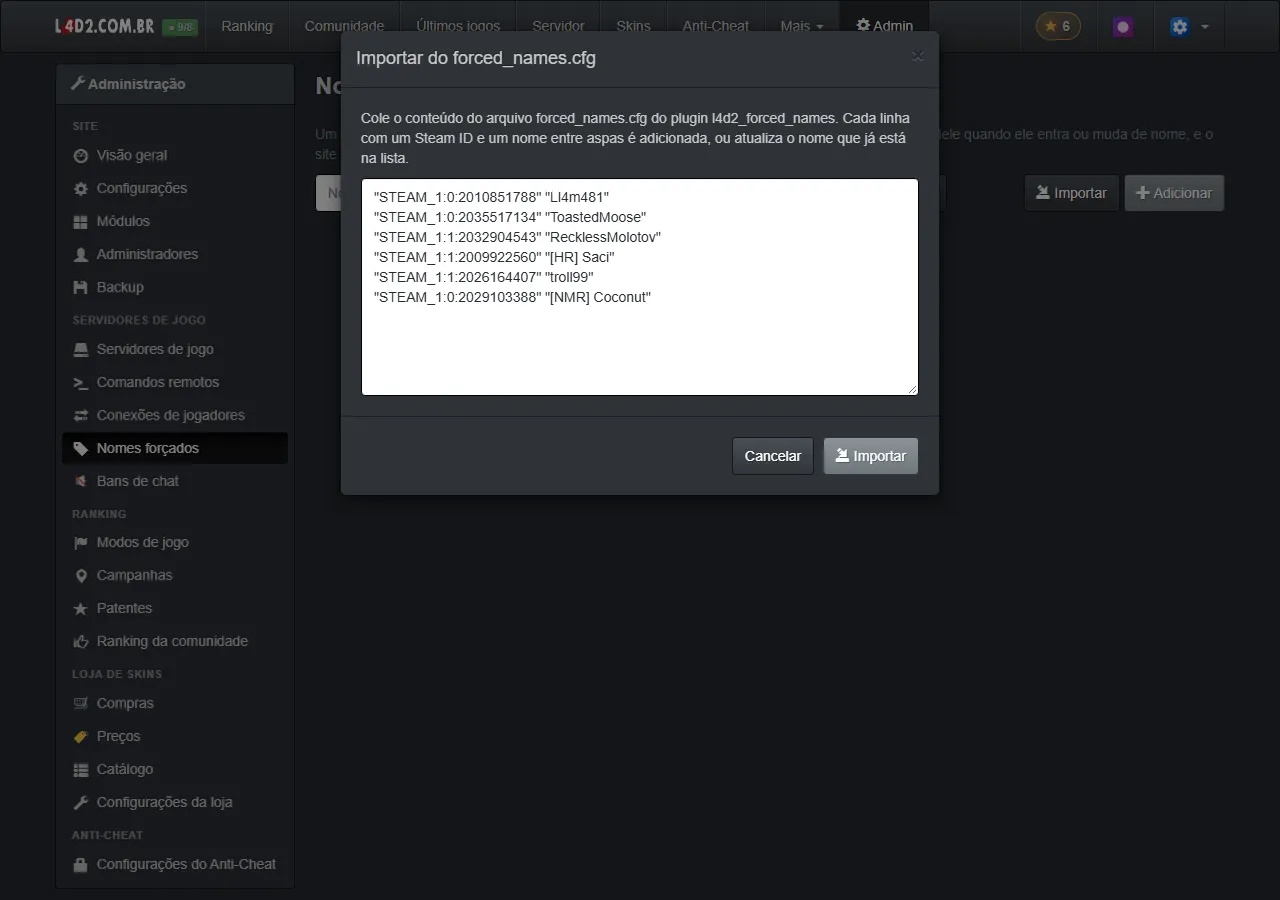 L4D2.COM.BR
9/8
Ranking
Comunidade
Últimos jogos
Servidor
Skins
Anti-Cheat
Mais
Admin
6
Administração
SITE
Visão geral
Configurações
Módulos
Administradores
Backup
SERVIDORES DE JOGO
Servidores de jogo
Comandos remotos
Conexões de jogadores
Nomes forçados
Bans de chat
RANKING
Modos de jogo
Campanhas
Patentes
Ranking da comunidade
LOJA DE SKINS
Compras
Preços
Catálogo
Configurações da loja
ANTI-CHEAT
Configurações do Anti-Cheat
No
Um
ele quando ele entra ou muda de nome, e o
site
No
Importar
Adicionar
Importar do forced_names.cfg
×
Cole o conteúdo do arquivo forced_names.cfg do plugin l4d2_forced_names. Cada linha
com um Steam ID e um nome entre aspas é adicionada, ou atualiza o nome que já está
na lista.
"STEAM_1:0:2010851788" "LI4m481"
"STEAM_1:0:2035517134" "ToastedMoose"
"STEAM_1:1:2032904543" "RecklessMolotov"
"STEAM_1:1:2009922560" "[HR] Saci"
"STEAM_1:1:2026164407" "troll99"
"STEAM_1:0:2029103388" "[NMR] Coconut"
Cancelar
Importar